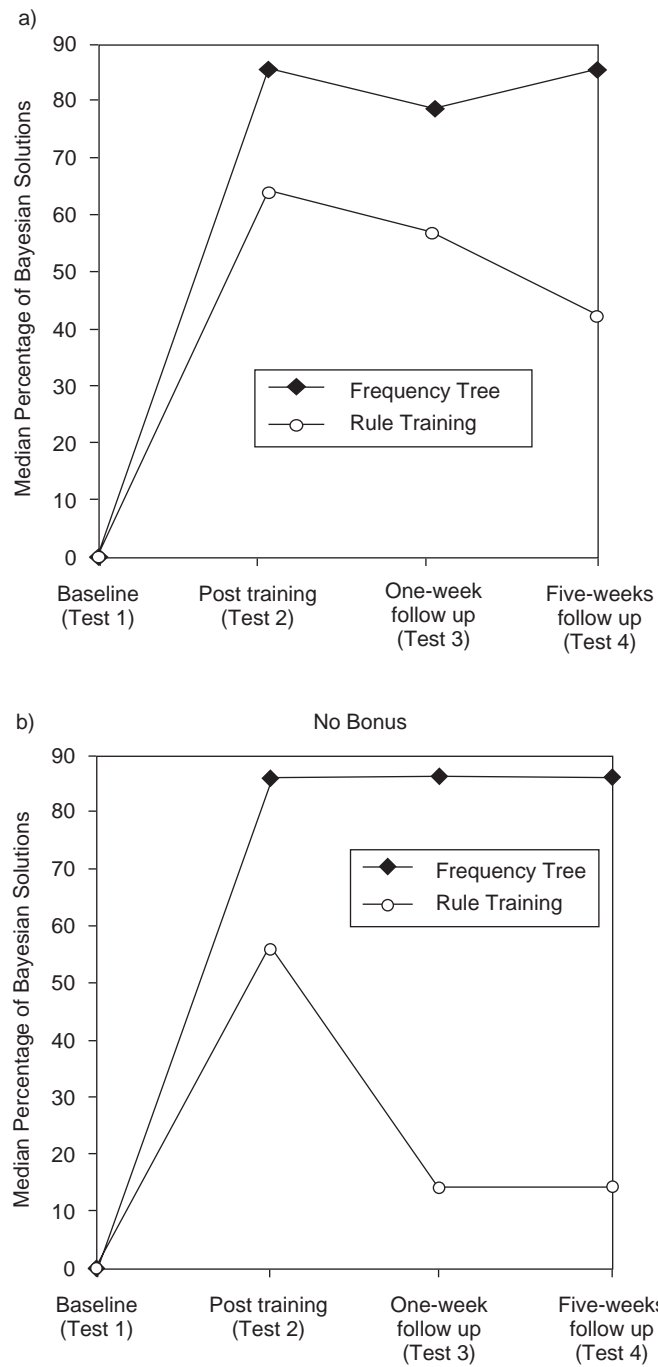 a)
90
80
70
60
50
40
30
20
10
0
Median Percentage of Bayesian Solutions
Frequency Tree
Rule Training
Baseline
(Test 1)
Post training
(Test 2)
One-week
follow up
(Test 3)
Five-weeks
follow up
(Test 4)
b)
No Bonus
90
80
70
60
50
40
30
20
10
0
Median Percentage of Bayesian Solutions
Frequency Tree
Rule Training
Baseline
(Test 1)
Post training
(Test 2)
One-week
follow up
(Test 3)
Five-weeks
follow up
(Test 4)